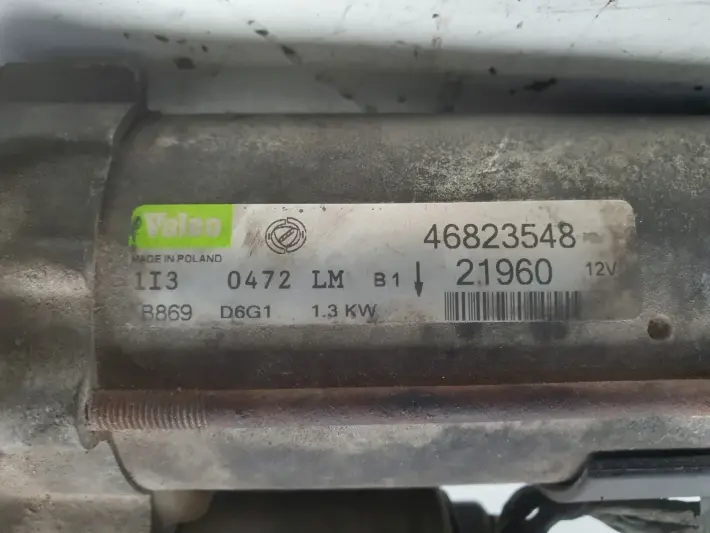 Valeo
46823548
MADE IN POLAND
1I3 0472 LM B1 ↓ 21960 12V
B869 D6G1 1.3 KW